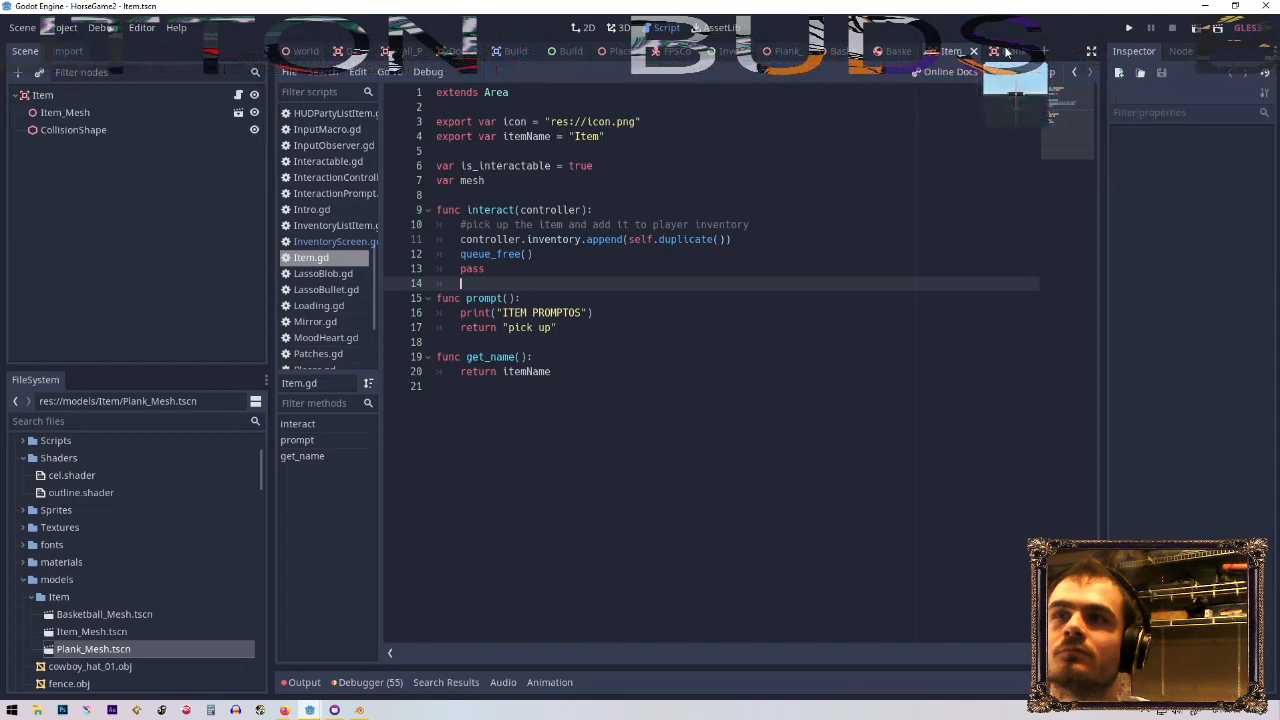 Godot Engine - HorseGame2 - Item.tscn
Scene Project Debug Editor Help
2D 3D Script AssetLib
GLES3
TTON BUDS
Scene Import
world
Build
Build
Item
Inspector Node
Filter nodes
Search Edit
Debug
Online Docs
Item
Item_Mesh
CollisionShape
Filter scripts
HUDPartyListItem.g
InputMacro.gd
InputObserver.gd
Interactable.gd
InteractionControll
InteractionPrompt.
Intro.gd
InventoryListItem.g
InventoryScreen.g
Item.gd
LassoBlob.gd
LassoBullet.gd
Loading.gd
Mirror.gd
MoodHeart.gd
Patches.gd
Item.gd
Filter methods
interact
prompt
get_name
1 extends Area
2
3 export var icon = "res://icon.png"
4 export var itemName = "Item"
5
6 var is_interactable = true
7 var mesh
8
9 func interact(controller):
10 #pick up the item and add it to player inventory
11 controller.inventory.append(self.duplicate())
12 queue_free()
13 pass
14
15 func prompt():
16 print("ITEM PROMPTOS")
17 return "pick up"
18
19 func get_name():
20 return itemName
21
Filter properties
FileSystem
res://models/Item/Plank_Mesh.tscn
Search files
Scripts
Shaders
cel.shader
outline.shader
Sprites
Textures
fonts
materials
models
Item
Basketball_Mesh.tscn
Item_Mesh.tscn
Plank_Mesh.tscn
cowboy_hat_01.obj
fence.obj
Output Debugger (55) Search Results Audio Animation